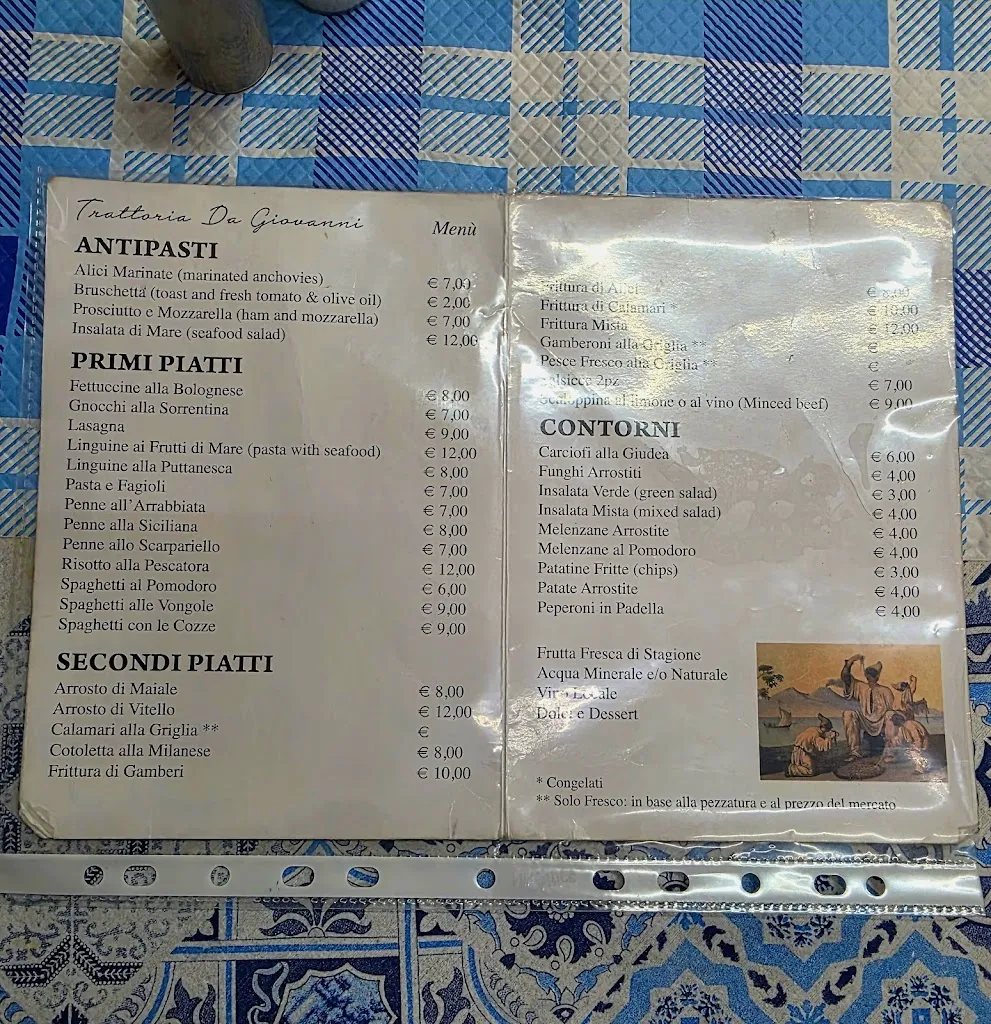 Trattoria Da Giovanni
Menù
ANTIPASTI
Alici Marinate (marinated anchovies) € 7,00
Bruschetta (toast and fresh tomato & olive oil) € 2,00
Prosciutto e Mozzarella (ham and mozzarella) € 7,00
Insalata di Mare (seafood salad) € 12,00
PRIMI PIATTI
Fettuccine alla Bolognese € 8,00
Gnocchi alla Sorrentina € 7,00
Lasagna € 9,00
Linguine ai Frutti di Mare (pasta with seafood) € 12,00
Linguine alla Puttanesca € 8,00
Pasta e Fagioli € 7,00
Penne all'Arrabbiata € 7,00
Penne alla Siciliana € 8,00
Penne allo Scarpariello € 7,00
Risotto alla Pescatora € 12,00
Spaghetti al Pomodoro € 6,00
Spaghetti alle Vongole € 9,00
Spaghetti con le Cozze € 9,00
SECONDI PIATTI
Arrosto di Maiale € 8,00
Arrosto di Vitello € 12,00
Calamari alla Griglia ** €
Cotoletta alla Milanese € 8,00
Frittura di Gamberi € 10,00
Frittura di Alici € 8,00
Frittura di Calamari * € 10,00
Frittura Mista € 12,00
Gamberoni alla Griglia ** €
Pesce Fresco alla Griglia ** €
2pz € 7,00
al limone o al vino (Minced beef) € 9,00
CONTORNI
Carciofi alla Giudea € 6,00
Funghi Arrostiti € 4,00
Insalata Verde (green salad) € 3,00
Insalata Mista (mixed salad) € 4,00
Melenzane Arrostite € 4,00
Melenzane al Pomodoro € 4,00
Patatine Fritte (chips) € 3,00
Patate Arrostite € 4,00
Peperoni in Padella € 4,00
Frutta Fresca di Stagione
Acqua Minerale e/o Naturale
Vino Locale
Dolci e Dessert
* Congelati
** Solo Fresco: in base alla pezzatura e al prezzo del mercato